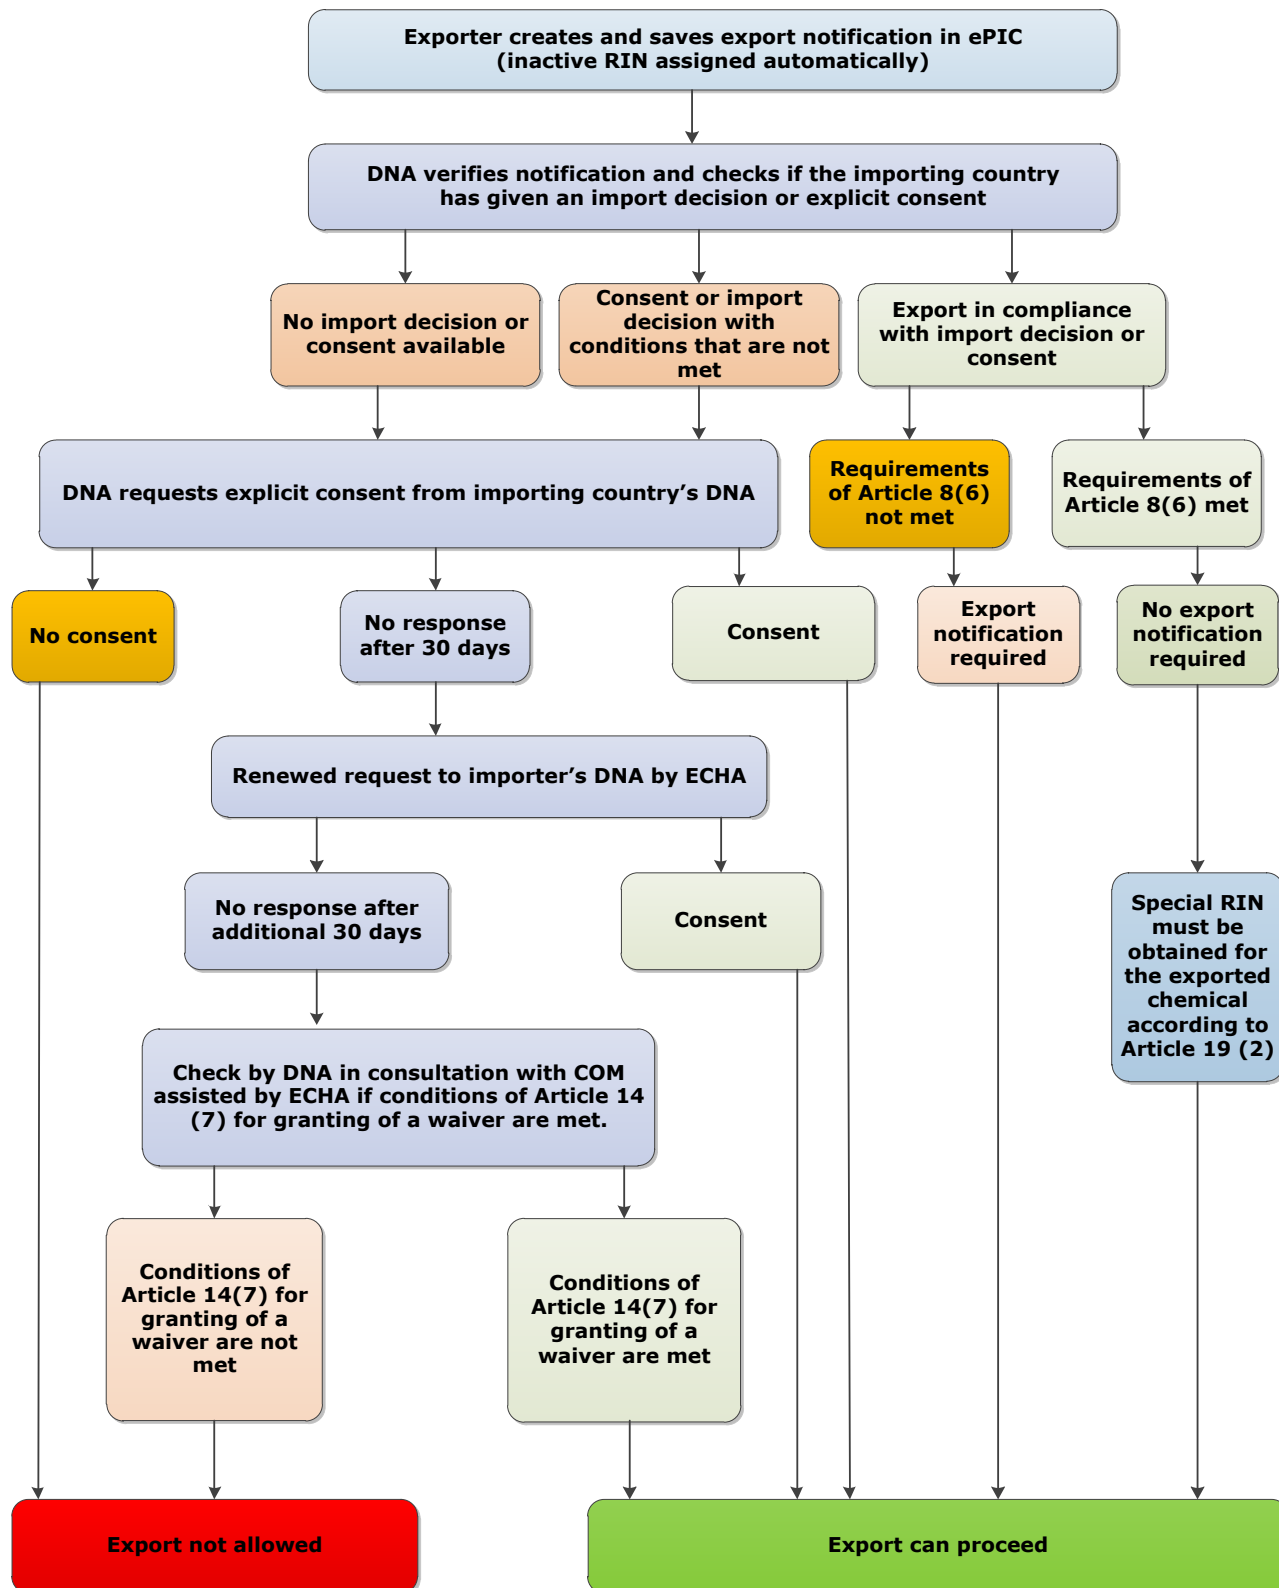 Exporter creates and saves export notification in ePIC
(inactive RIN assigned automatically)
DNA verifies notification and checks if the importing country
has given an import decision or explicit consent
No import decision or
consent available
Consent or import
decision with
conditions that are not
met
Export in compliance
with import decision or
consent
DNA requests explicit consent from importing country’s DNA
Requirements
of Article 8(6)
not met
Requirements of
Article 8(6) met
No consent
No response
after 30 days
Consent
Export
notification
required
No export
notification
required
Renewed request to importer’s DNA by ECHA
No response after
additional 30 days
Consent
Special RIN
must be
obtained for
the exported
chemical
according to
Article 19 (2)
Check by DNA in consultation with COM
assisted by ECHA if conditions of Article 14
(7) for granting of a waiver are met.
Conditions of
Article 14(7) for
granting of a
waiver are not
met
Conditions of
Article 14(7) for
granting of a
waiver are met
Export not allowed
Export can proceed